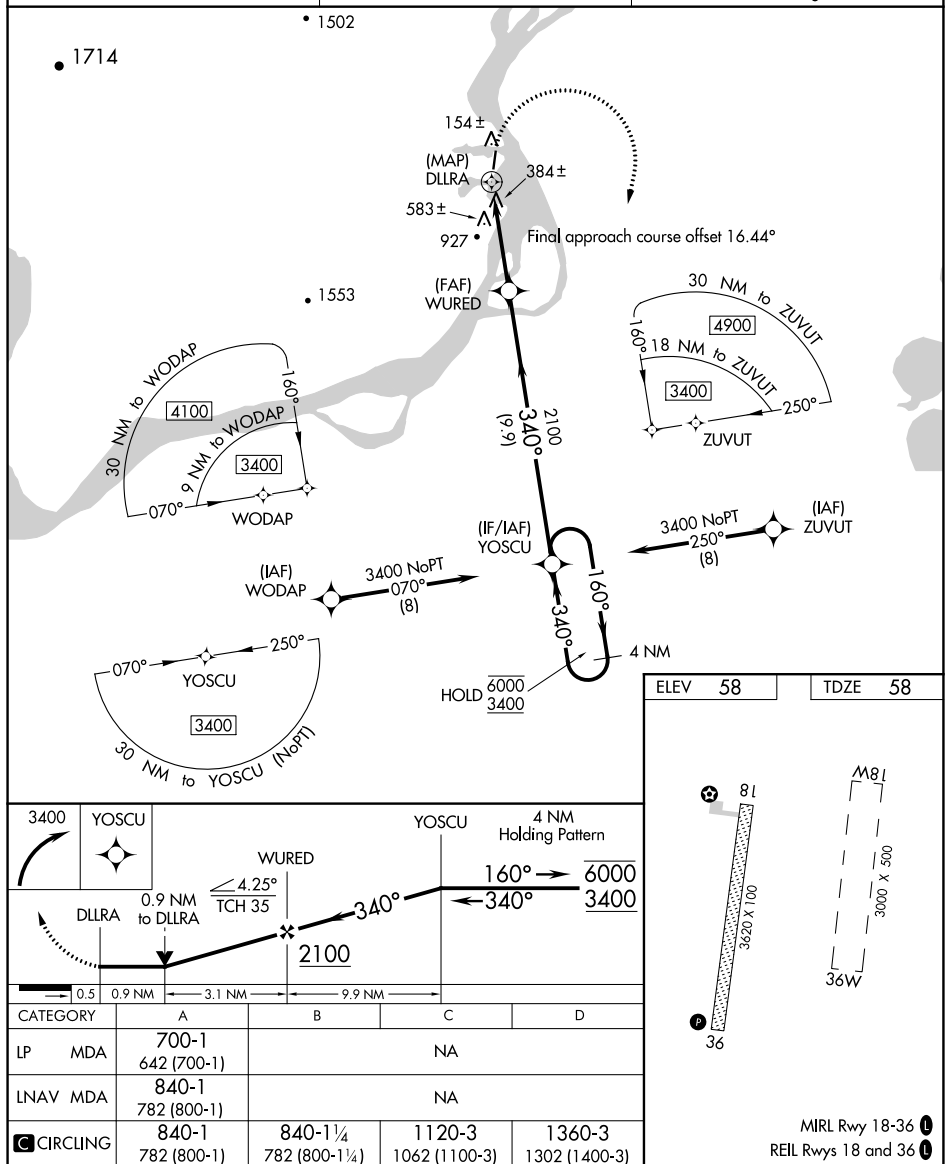 1502
1714
154±
(MAP)
DLLRA
384±
583±
927
Final approach course offset 16.44°
(FAF)
WURED
1553
30 NM to ZUVUT
4900
18 NM to ZUVUT
160°
3400
250°
ZUVUT
30 NM to WODAP
4100
160°
9 NM to WODAP
3400
070°
WODAP
2100
340°
(9.9)
(IF/IAF)
YOSCU
(IAF)
ZUVUT
3400 NoPT
250°
(8)
(IAF)
WODAP
3400 NoPT
070°
(8)
160°
340°
4 NM
HOLD 6000
3400
070°
250°
YOSCU
3400
30 NM to YOSCU (NoPT)
ELEV 58
TDZE 58
18
3620 X 100
36
P
18W
3000 X 500
36W
MIRL Rwy 18-36 L
REIL Rwys 18 and 36 L
3400
YOSCU
YOSCU
4 NM
Holding Pattern
WURED
160°
6000
4.25°
TCH 35
340°
340°
3400
DLLRA
0.9 NM
to DLLRA
2100
0.5
0.9 NM
3.1 NM
9.9 NM
CATEGORY A B C D
LP MDA 700-1 NA
642 (700-1)
LNAV MDA 840-1 NA
782 (800-1)
C CIRCLING 840-1 840-1¼ 1120-3 1360-3
782 (800-1) 782 (800-1¼) 1062 (1100-3) 1302 (1400-3)